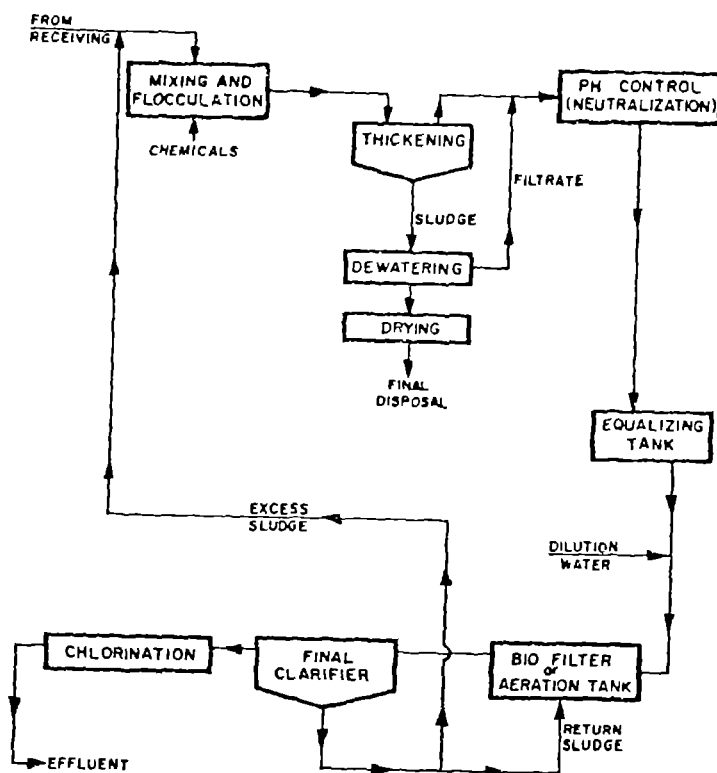 FROM
RECEIVING
MIXING AND
FLOCCULATION
CHEMICALS
THICKENING
PH CONTROL
(NEUTRALIZATION)
FILTRATE
SLUDGE
DEWATERING
DRYING
FINAL
DISPOSAL
EQUALIZING
TANK
EXCESS
SLUDGE
DILUTION
WATER
CHLORINATION
FINAL
CLARIFIER
BIO FILTER
or
AERATION TANK
RETURN
SLUDGE
EFFLUENT